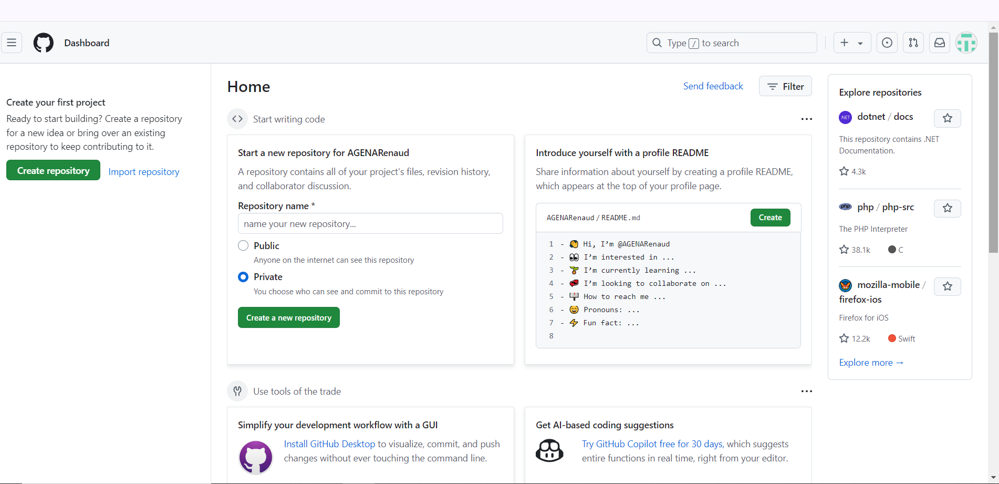 Dashboard
Type / to search
Create your first project
Ready to start building? Create a repository
for a new idea or bring over an existing
repository to keep contributing to it.
Create repository
Import repository
Home
Send feedback
Filter
Start writing code
Start a new repository for AGENARenaud
A repository contains all of your project's files, revision history,
and collaborator discussion.
Repository name *
name your new repository...
Public
Anyone on the internet can see this repository
Private
You choose who can see and commit to this repository
Create a new repository
Introduce yourself with a profile README
Share information about yourself by creating a profile README,
which appears at the top of your profile page.
AGENARenaud / README.md
Create
1 - 👋 Hi, I’m @AGENARenaud
2 - 👀 I’m interested in ...
3 - 🌱 I’m currently learning ...
4 - 💞️ I’m looking to collaborate on ...
5 - 📫 How to reach me ...
6 - 😄 Pronouns: ...
7 - ⚡ Fun fact: ...
8
Use tools of the trade
Simplify your development workflow with a GUI
Install GitHub Desktop to visualize, commit, and push
changes without ever touching the command line.
Get AI-based coding suggestions
Try GitHub Copilot free for 30 days, which suggests
entire functions in real time, right from your editor.
Explore repositories
.NET
dotnet / docs
This repository contains .NET
Documentation.
4.3k
php
php / php-src
The PHP Interpreter
38.1k
C
mozilla-mobile /
firefox-ios
Firefox for iOS
12.2k
Swift
Explore more →